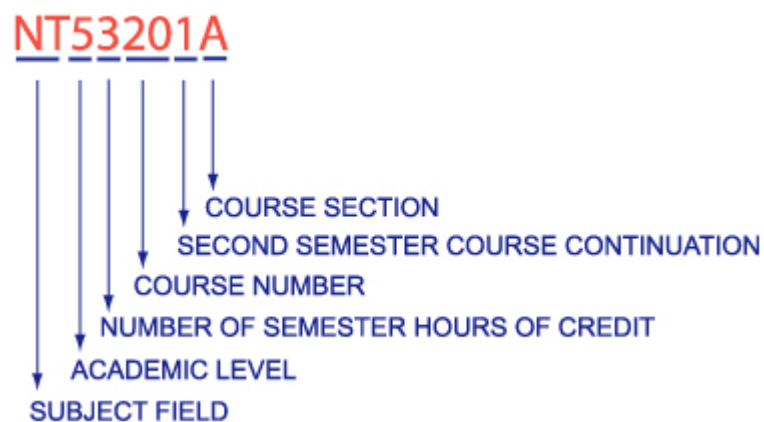 NT53201A
COURSE SECTION
SECOND SEMESTER COURSE CONTINUATION
COURSE NUMBER
NUMBER OF SEMESTER HOURS OF CREDIT
ACADEMIC LEVEL
SUBJECT FIELD